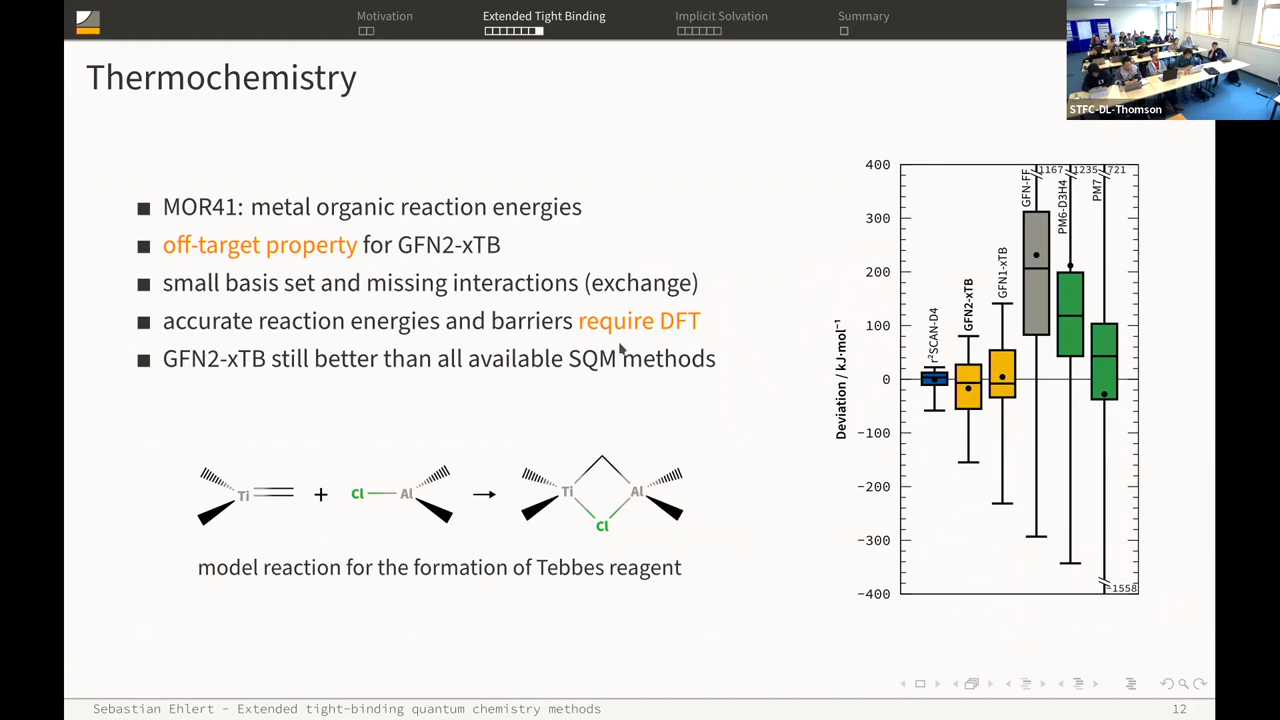 Motivation
Extended Tight Binding
Implicit Solvation
Summary
STFC-DL-Thomson
Thermochemistry
MOR41: metal organic reaction energies
off-target property for GFN2-xTB
small basis set and missing interactions (exchange)
accurate reaction energies and barriers require DFT
GFN2-xTB still better than all available SQM methods
Ti + Cl Al → Ti Al
Cl
model reaction for the formation of Tebbes reagent
Deviation / kJ·mol⁻¹
400
300
200
100
0
−100
−200
−300
−400
r²SCAN-D4
GFN2-xTB
GFN1-xTB
GFN-FF
PM6-D3H4
PM7
1167
1235
721
−1558
Sebastian Ehlert – Extended tight-binding quantum chemistry methods
12